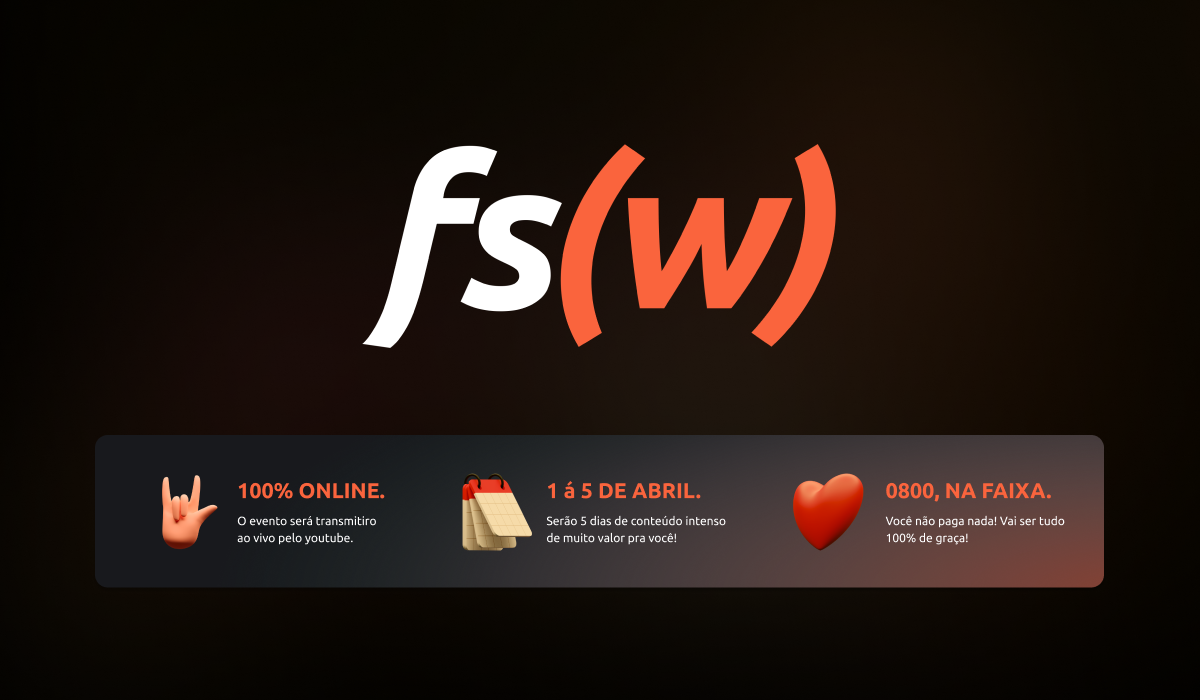 fs(w)
100% ONLINE.
O evento será transmitiro
ao vivo pelo youtube.
1 á 5 DE ABRIL.
Serão 5 dias de conteúdo intenso
de muito valor pra você!
0800, NA FAIXA.
Você não paga nada! Vai ser tudo
100% de graça!